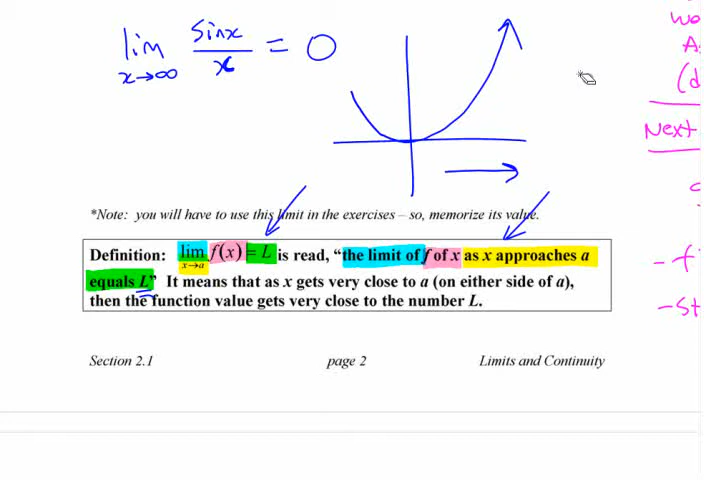 lim sinx/x = 0
x→∞
wo
A
(d
Next
*Note: you will have to use this limit in the exercises – so, memorize its value.
Definition: lim f(x) = L is read, “the limit of f of x as x approaches a
x→a
equals L” It means that as x gets very close to a (on either side of a),
then the function value gets very close to the number L.
- f
- St
Section 2.1 page 2 Limits and Continuity